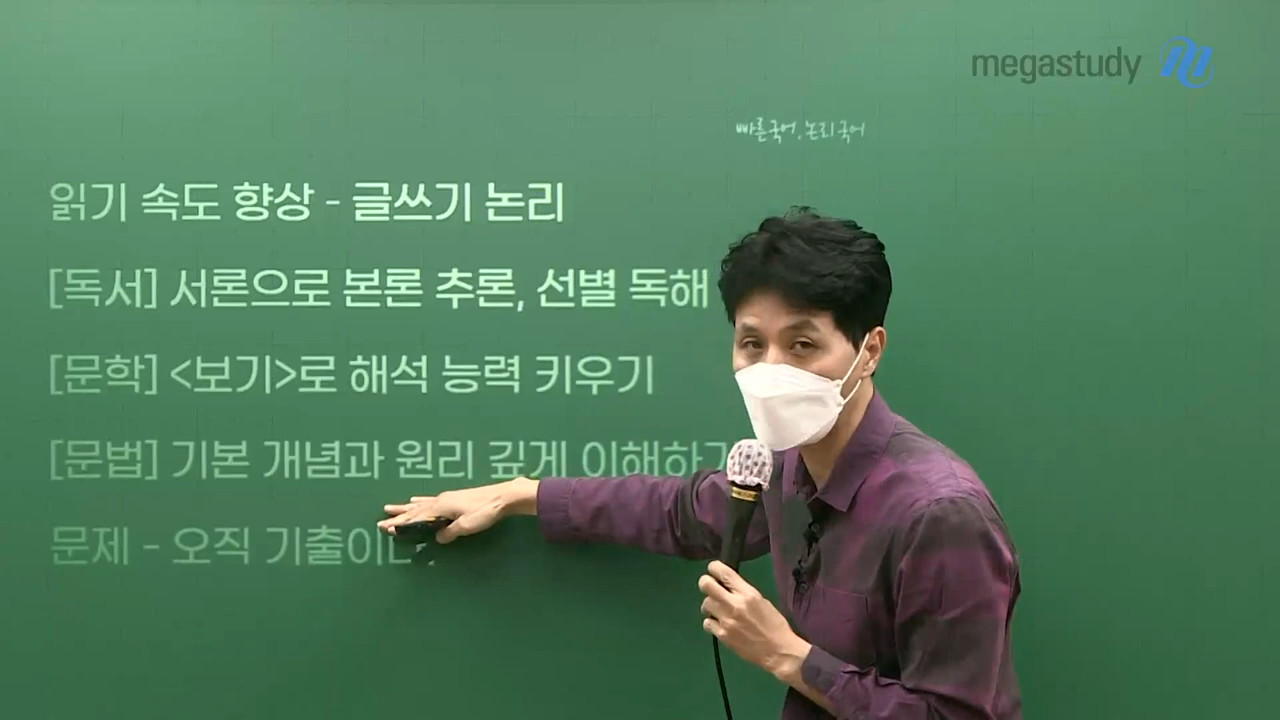 megastudy
빠른국어, 논리국어
읽기 속도 향상 - 글쓰기 논리
[독서] 서론으로 본론 추론, 선별 독해
[문학] <보기>로 해석 능력 키우기
[문법] 기본 개념과 원리 깊게 이해하기
문제 - 오직 기출이다.